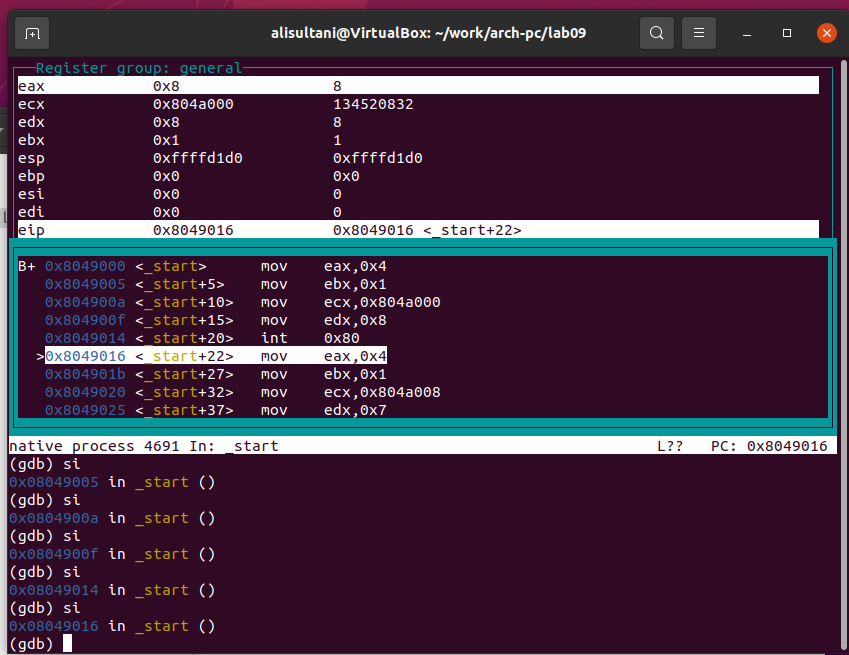 alisultani@VirtualBox: ~/work/arch-pc/lab09
Register group: general
eax 0x8 8
ecx 0x804a000 134520832
edx 0x8 8
ebx 0x1 1
esp 0xffffd1d0 0xffffd1d0
ebp 0x0 0x0
esi 0x0 0
edi 0x0 0
eip 0x8049016 0x8049016 <_start+22>
B+ 0x8049000 <_start> mov eax,0x4
0x8049005 <_start+5> mov ebx,0x1
0x804900a <_start+10> mov ecx,0x804a000
0x804900f <_start+15> mov edx,0x8
0x8049014 <_start+20> int 0x80
>0x8049016 <_start+22> mov eax,0x4
0x804901b <_start+27> mov ebx,0x1
0x8049020 <_start+32> mov ecx,0x804a008
0x8049025 <_start+37> mov edx,0x7
native process 4691 In: _start L?? PC: 0x8049016
(gdb) si
0x08049005 in _start ()
(gdb) si
0x0804900a in _start ()
(gdb) si
0x0804900f in _start ()
(gdb) si
0x08049014 in _start ()
(gdb) si
0x08049016 in _start ()
(gdb)